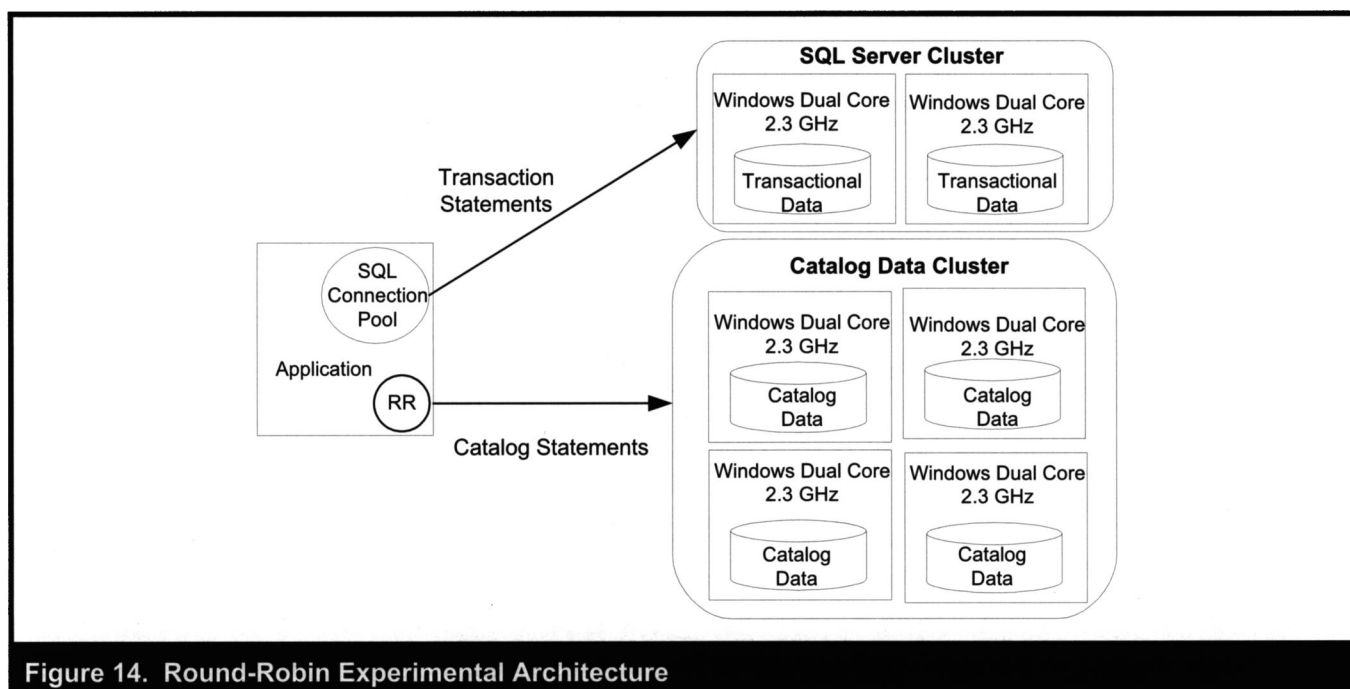 SQL Server Cluster
Windows Dual Core
2.3 GHz
Transactional
Data
Windows Dual Core
2.3 GHz
Transactional
Data
Transaction
Statements
SQL
Connection
Pool
Application
RR
Catalog Statements
Catalog Data Cluster
Windows Dual Core
2.3 GHz
Catalog
Data
Windows Dual Core
2.3 GHz
Catalog
Data
Windows Dual Core
2.3 GHz
Catalog
Data
Windows Dual Core
2.3 GHz
Catalog
Data
Figure 14. Round-Robin Experimental Architecture